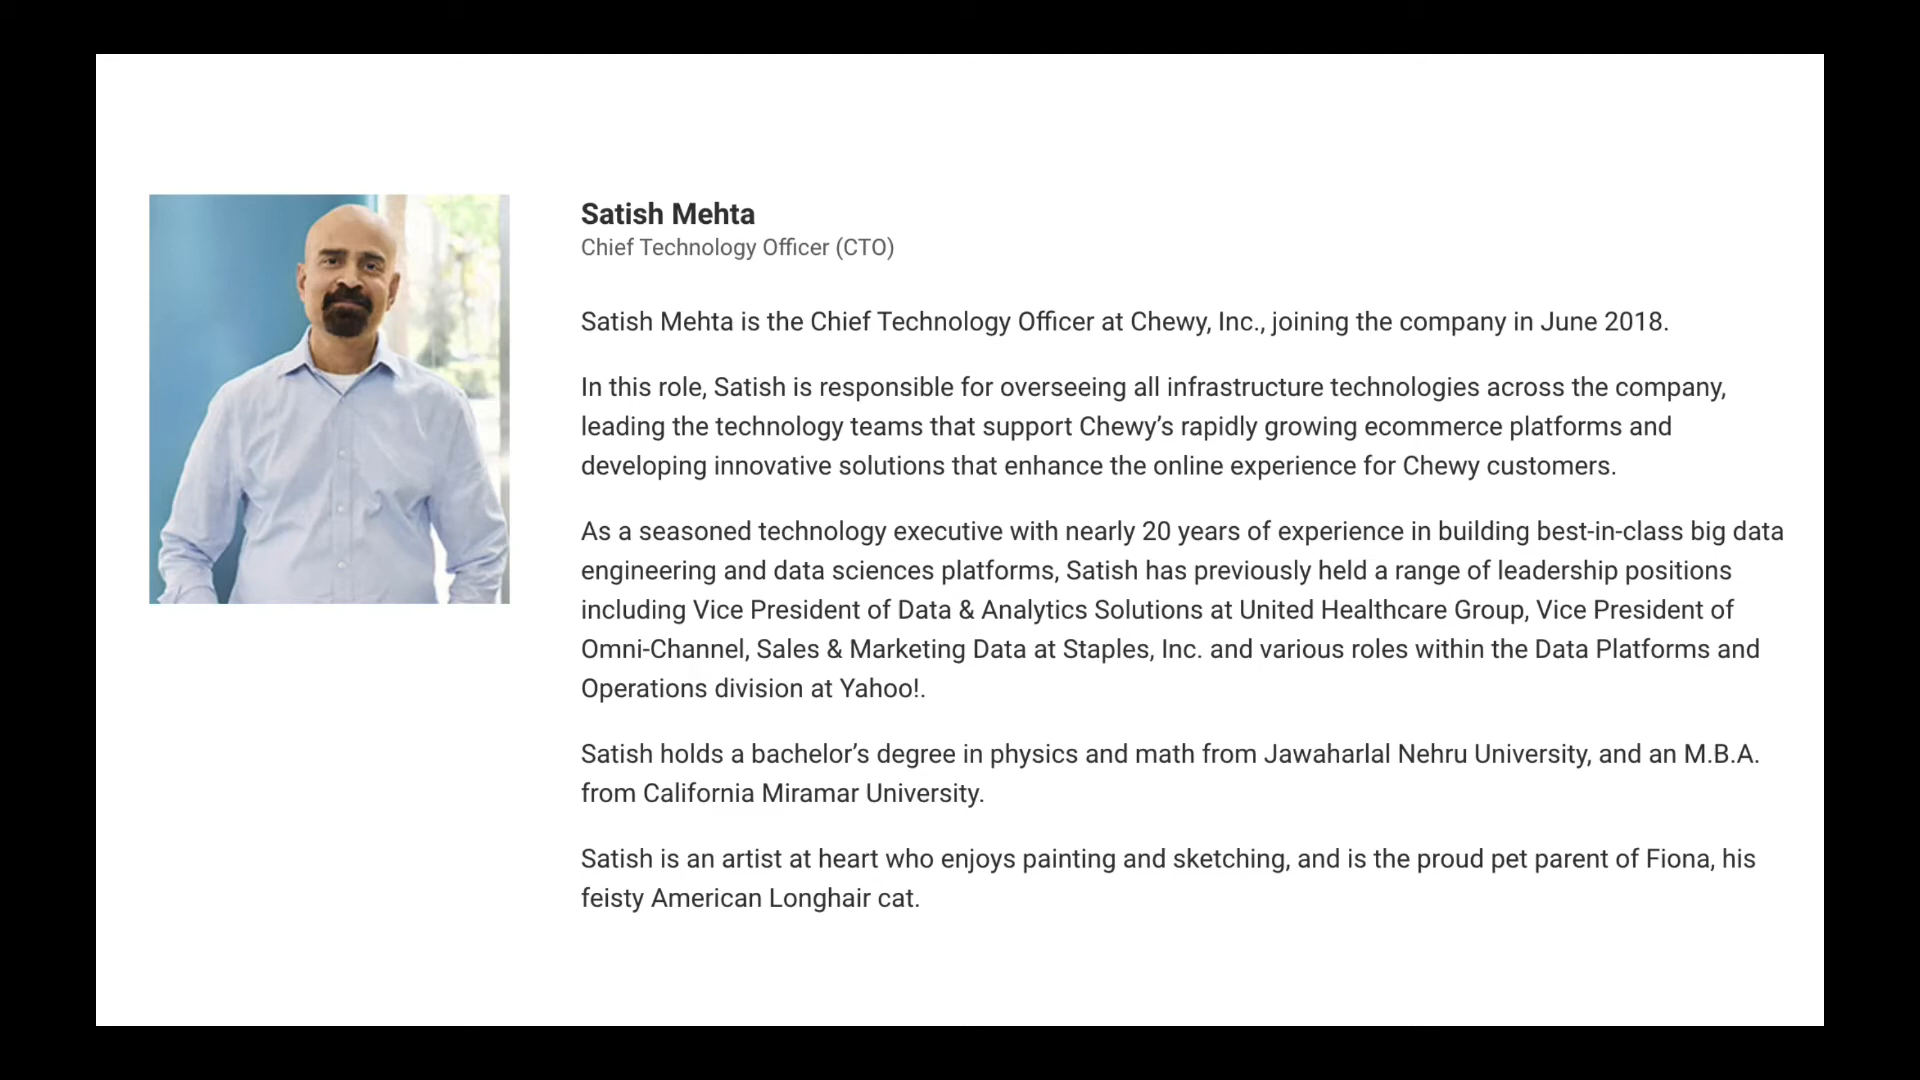 Satish Mehta
Chief Technology Officer (CTO)
Satish Mehta is the Chief Technology Officer at Chewy, Inc., joining the company in June 2018.
In this role, Satish is responsible for overseeing all infrastructure technologies across the company,
leading the technology teams that support Chewy’s rapidly growing ecommerce platforms and
developing innovative solutions that enhance the online experience for Chewy customers.
As a seasoned technology executive with nearly 20 years of experience in building best-in-class big data
engineering and data sciences platforms, Satish has previously held a range of leadership positions
including Vice President of Data & Analytics Solutions at United Healthcare Group, Vice President of
Omni-Channel, Sales & Marketing Data at Staples, Inc. and various roles within the Data Platforms and
Operations division at Yahoo!.
Satish holds a bachelor’s degree in physics and math from Jawaharlal Nehru University, and an M.B.A.
from California Miramar University.
Satish is an artist at heart who enjoys painting and sketching, and is the proud pet parent of Fiona, his
feisty American Longhair cat.